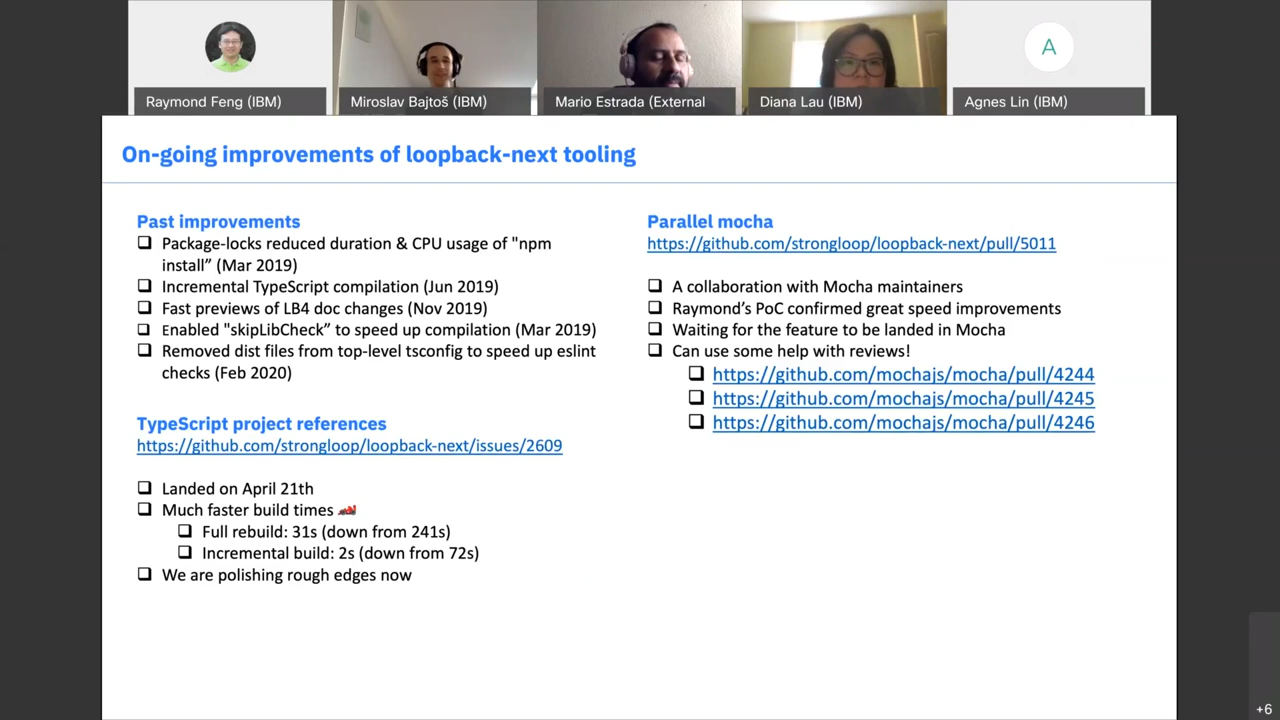 Raymond Feng (IBM)
Miroslav Bajtoš (IBM)
Mario Estrada (External
Diana Lau (IBM)
A
Agnes Lin (IBM)
On-going improvements of loopback-next tooling
Past improvements
Package-locks reduced duration & CPU usage of "npm
install” (Mar 2019)
Incremental TypeScript compilation (Jun 2019)
Fast previews of LB4 doc changes (Nov 2019)
Enabled "skipLibCheck” to speed up compilation (Mar 2019)
Removed dist files from top-level tsconfig to speed up eslint
checks (Feb 2020)
TypeScript project references
https://github.com/strongloop/loopback-next/issues/2609
Landed on April 21th
Much faster build times
Full rebuild: 31s (down from 241s)
Incremental build: 2s (down from 72s)
We are polishing rough edges now
Parallel mocha
https://github.com/strongloop/loopback-next/pull/5011
A collaboration with Mocha maintainers
Raymond’s PoC confirmed great speed improvements
Waiting for the feature to be landed in Mocha
Can use some help with reviews!
https://github.com/mochajs/mocha/pull/4244
https://github.com/mochajs/mocha/pull/4245
https://github.com/mochajs/mocha/pull/4246
+6